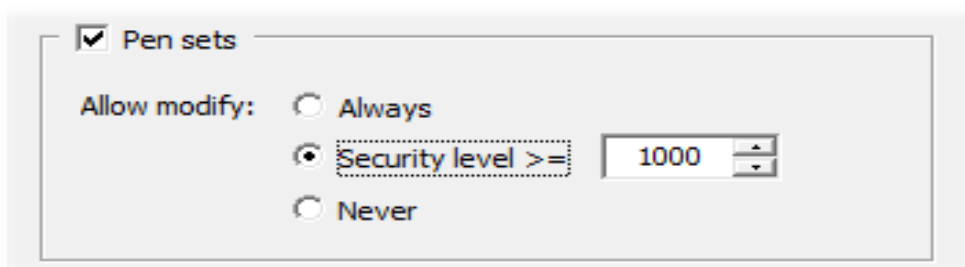 Pen sets
Allow modify: Always
Security level >= 1000
Never